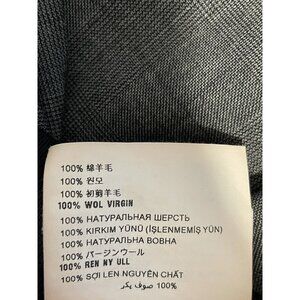 100% 绵羊毛
100% 원모
100% 初剪羊毛
100% WOL VIRGIN
100% НАТУРАЛЬНАЯ ШЕРСТЬ
100% KIRKIM YÜNÜ (İŞLENMEMİŞ YÜN)
100% НАТУРАЛЬНА ВОВНА
100% バージンウール
100% REN NY ULL
100% SỢI LEN NGUYÊN CHẤT
100% صوف بكر